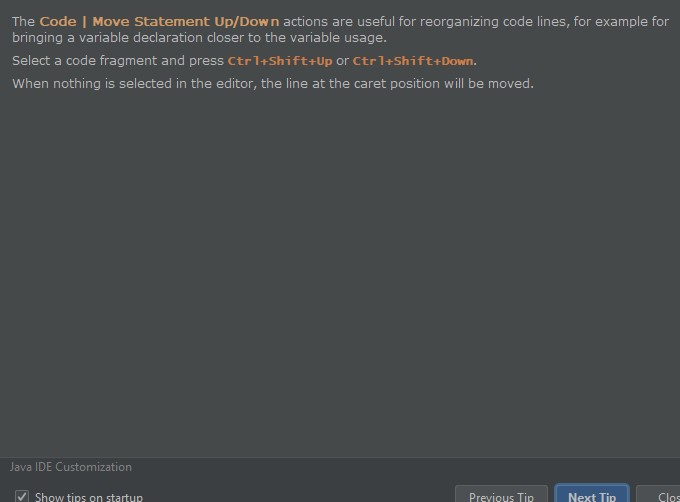 The Code | Move Statement Up/Down actions are useful for reorganizing code lines, for example for
bringing a variable declaration closer to the variable usage.
Select a code fragment and press Ctrl+Shift+Up or Ctrl+Shift+Down.
When nothing is selected in the editor, the line at the caret position will be moved.
Java IDE Customization
Show tips on startup
Previous Tip
Next Tip
Clos